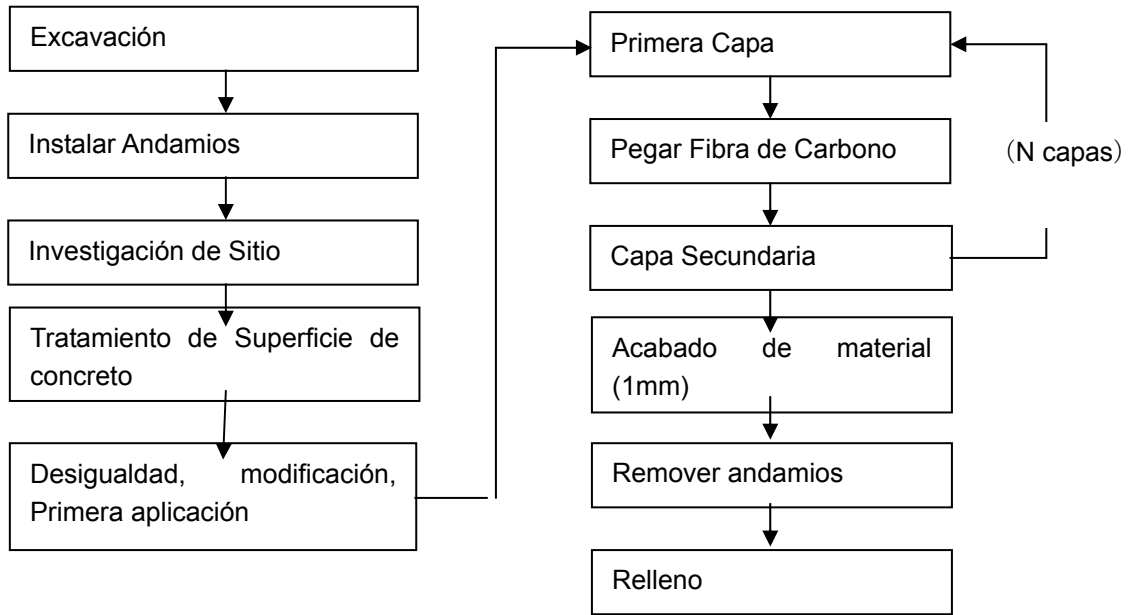 Excavación
Instalar Andamios
Investigación de Sitio
Tratamiento de Superficie de
concreto
Desigualdad, modificación,
Primera aplicación
Primera Capa
Pegar Fibra de Carbono
(N capas)
Capa Secundaria
Acabado de material
(1mm)
Remover andamios
Relleno